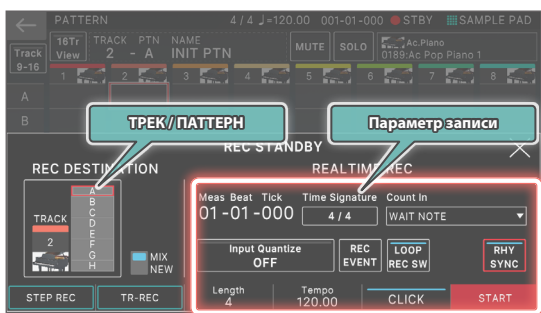 PATTERN 4 / 4 ♩=120.00 001-01-000 STBY SAMPLE PAD
Track 9-16
16Tr View
TRACK PTN NAME
2 - A INIT PTN
MUTE SOLO
Ac.Piano
0189:Ac Pop Piano 1
1 2 3 4 5 6 7 8
A
B
ТРЕК / ПАТТЕРН
Параметр записи
REC STANDBY
REC DESTINATION
REALTIME REC
TRACK
2
A
B
C
D
E
F
G
H
MIX
NEW
STEP REC TR-REC
Meas Beat Tick Time Signature Count In
01 -01 -000 4 / 4 WAIT NOTE
Input Quantize
OFF
REC
EVENT
LOOP
REC SW
RHY
SYNC
Length
4
Tempo
120.00
CLICK START